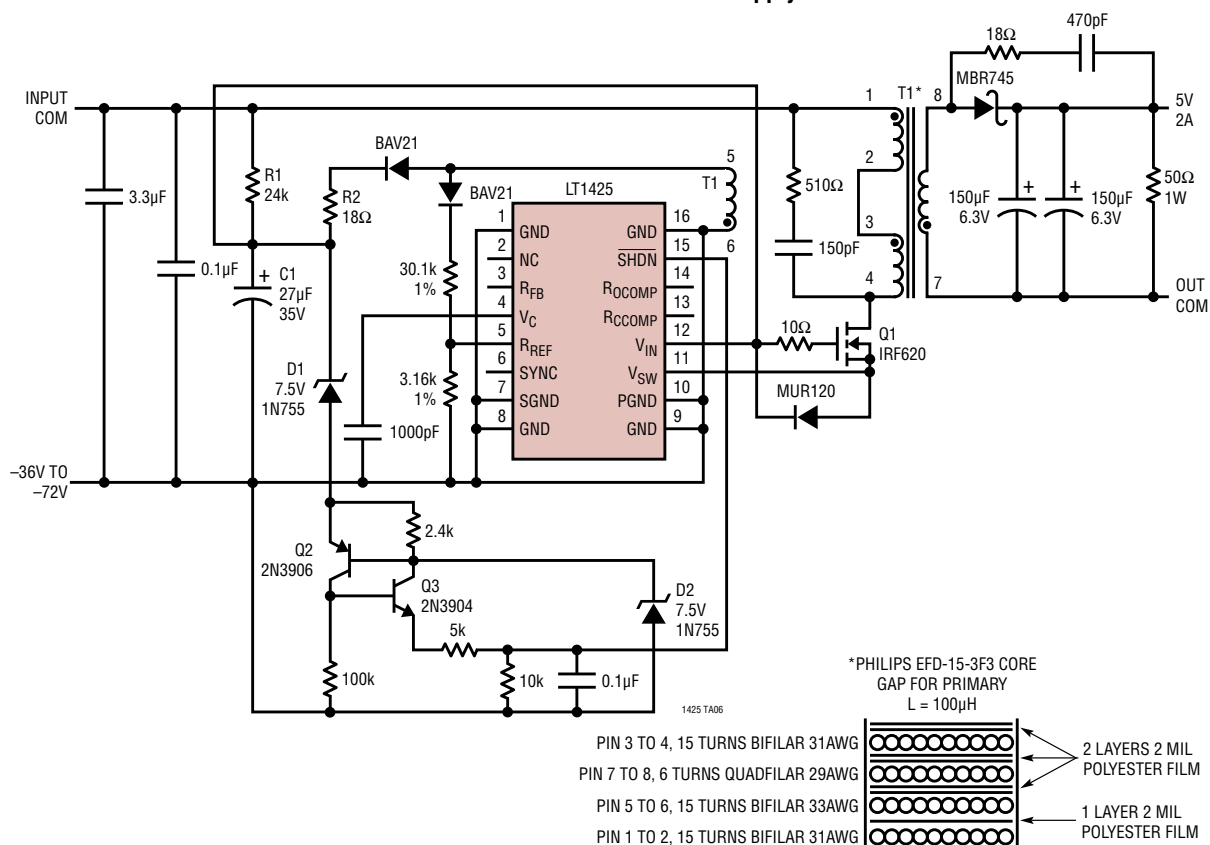 470pF
18Ω
MBR745
T1*
1
8
INPUT
COM
5V
2A
BAV21
5
2
R1
24k
R2
18Ω
BAV21
LT1425
T1
510Ω
3
50Ω
1W
3.3µF
1
GND
GND
16
6
150µF
6.3V
+
+
150µF
6.3V
2
NC
SHDN
15
150pF
0.1µF
+
C1
27µF
35V
30.1k
1%
3
RFB
ROCOMP
14
4
7
OUT
COM
4
VC
RCCOMP
13
5
RREF
VIN
12
10Ω
Q1
IRF620
D1
7.5V
1N755
3.16k
1%
6
SYNC
VSW
11
MUR120
7
SGND
PGND
10
8
GND
GND
9
1000pF
–36V TO
–72V
2.4k
Q2
2N3906
Q3
2N3904
D2
7.5V
1N755
5k
100k
10k
0.1µF
1425 TA06
*PHILIPS EFD-15-3F3 CORE
GAP FOR PRIMARY
L = 100µH
PIN 3 TO 4, 15 TURNS BIFILAR 31AWG
PIN 7 TO 8, 6 TURNS QUADFILAR 29AWG
PIN 5 TO 6, 15 TURNS BIFILAR 33AWG
PIN 1 TO 2, 15 TURNS BIFILAR 31AWG
2 LAYERS 2 MIL
POLYESTER FILM
1 LAYER 2 MIL
POLYESTER FILM